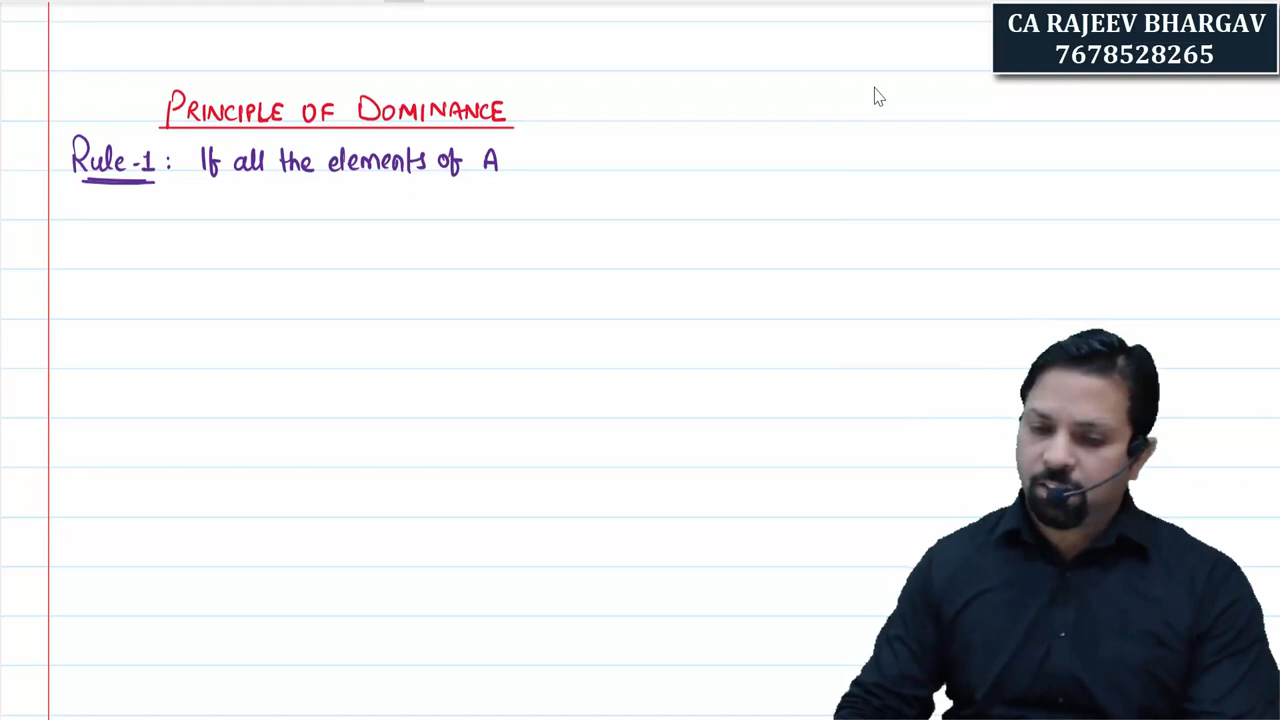 CA RAJEEV BHARGAV
7678528265
PRINCIPLE OF DOMINANCE
Rule-1: If all the elements of A